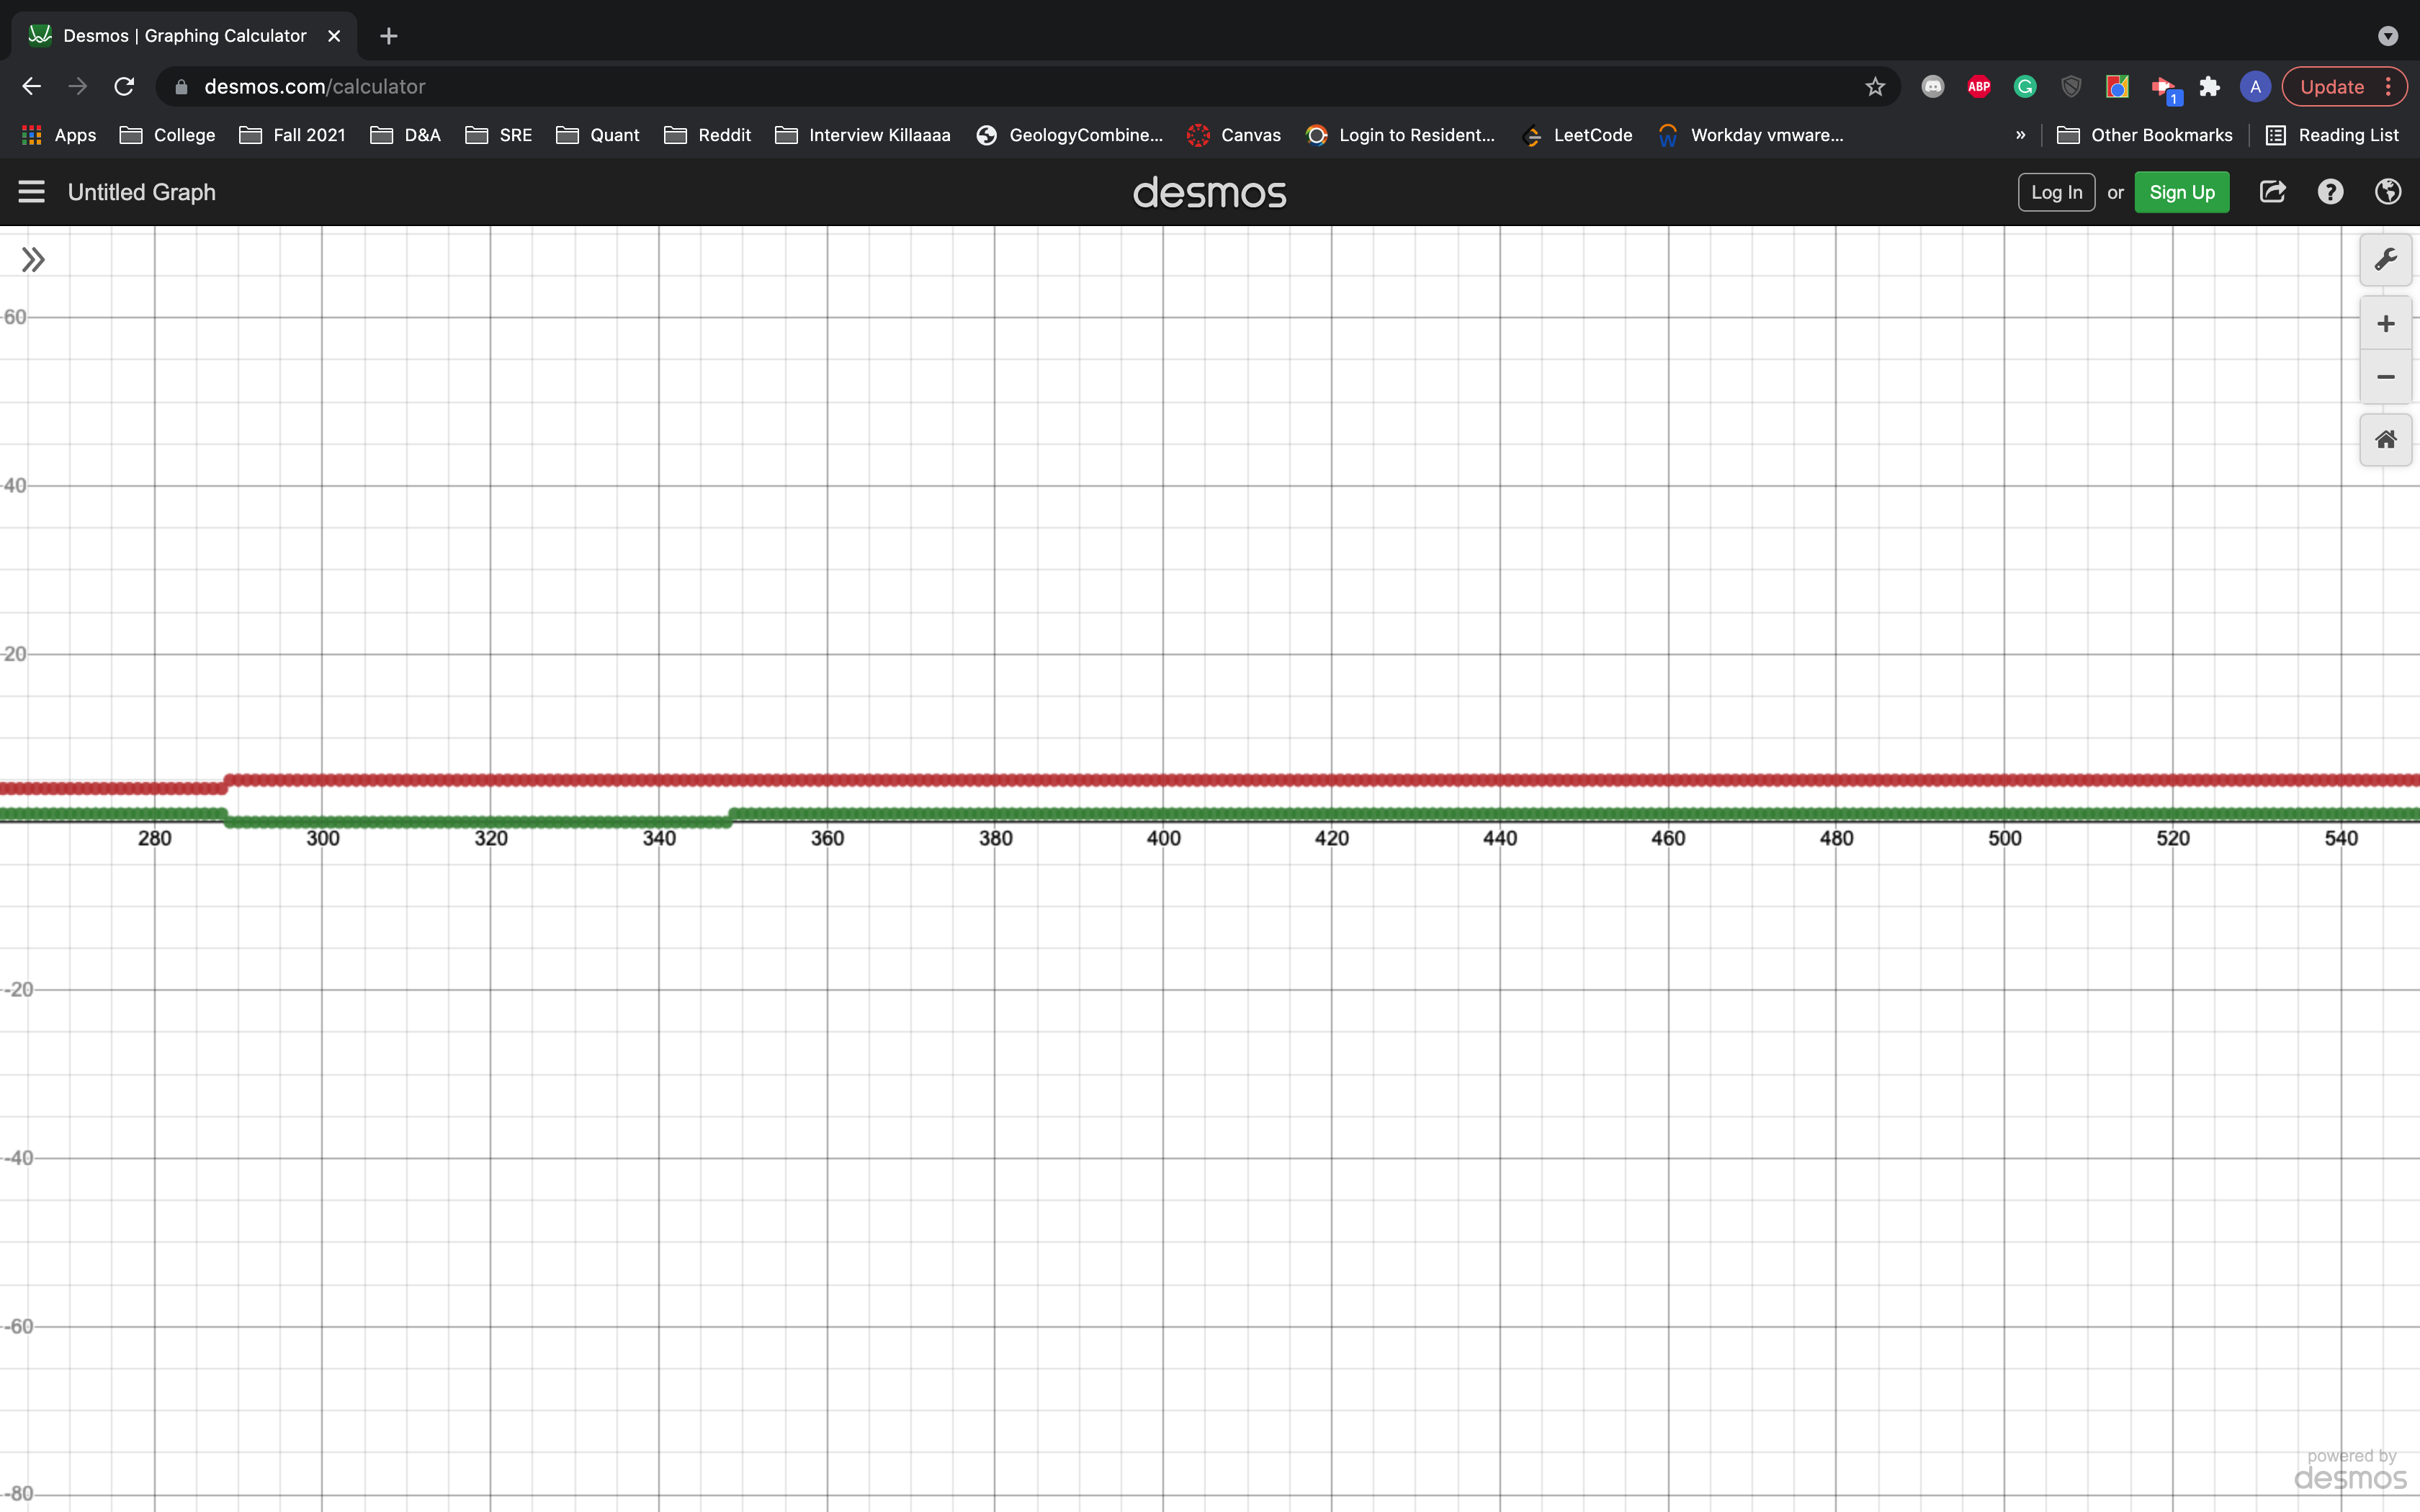 Desmos | Graphing Calculator
desmos.com/calculator
ABP
G
1
A
Update
Apps
College
Fall 2021
D&A
SRE
Quant
Reddit
Interview Killaaaa
GeologyCombine...
Canvas
Login to Resident...
LeetCode
Workday vmware...
»
Other Bookmarks
Reading List
Untitled Graph
desmos
Log In
or
Sign Up
60
40
20
280 300 320 340 360 380 400 420 440 460 480 500 520 540
-20
-40
-60
-80
powered by
desmos